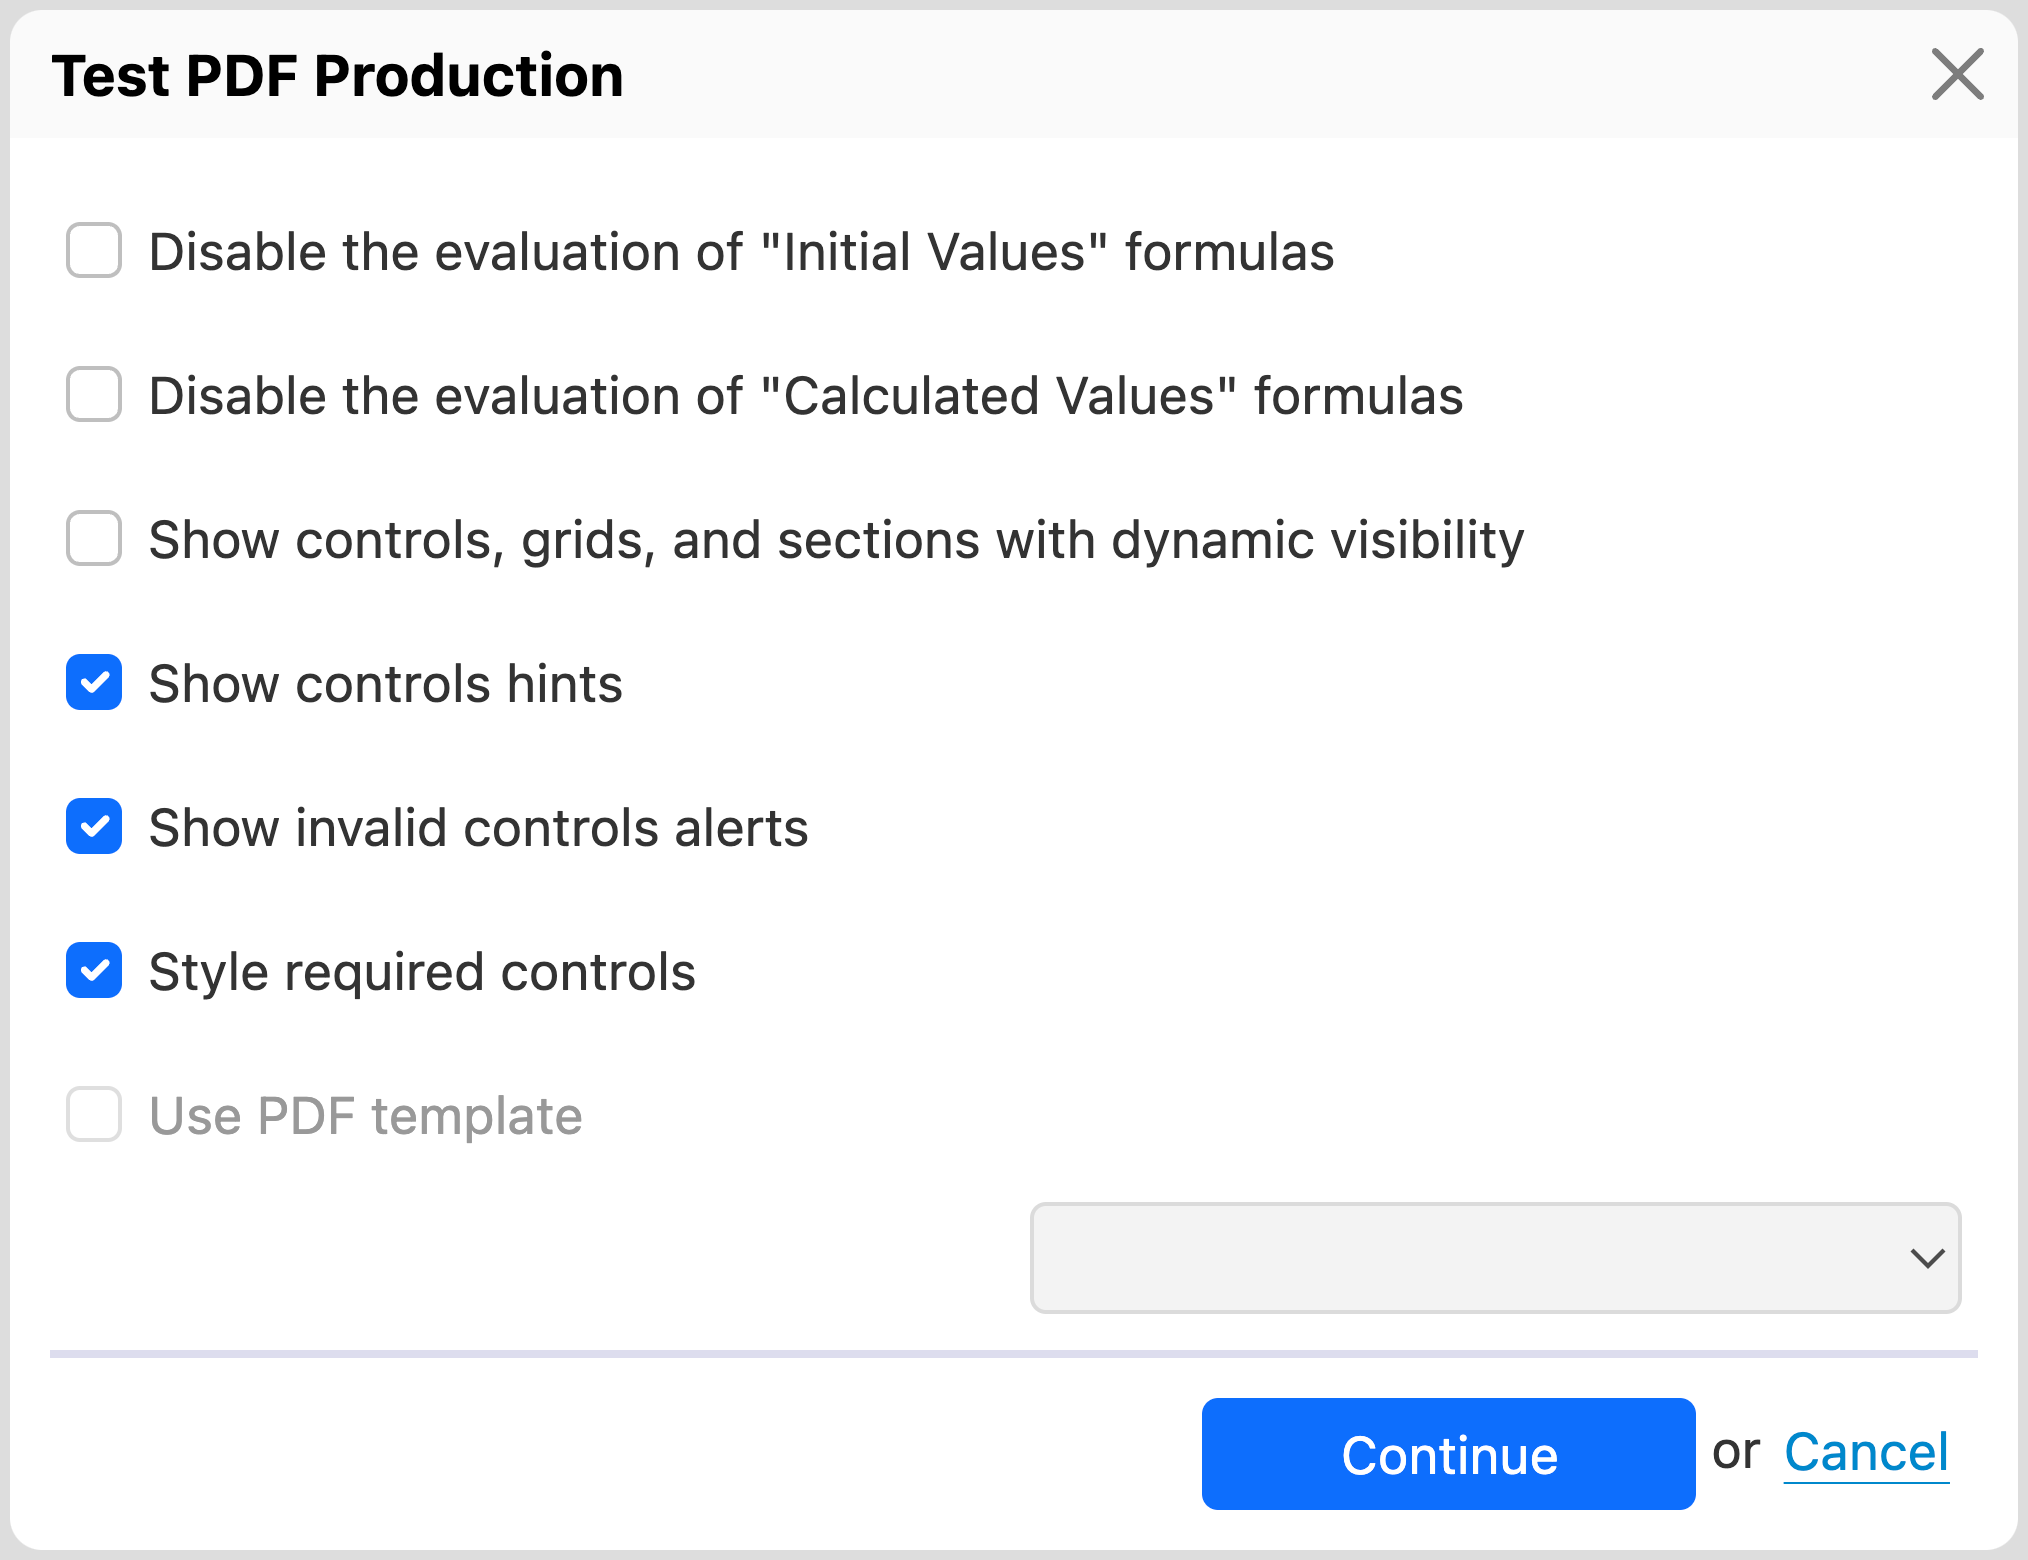 Test PDF Production
Disable the evaluation of "Initial Values" formulas
Disable the evaluation of "Calculated Values" formulas
Show controls, grids, and sections with dynamic visibility
Show controls hints
Show invalid controls alerts
Style required controls
Use PDF template
Continue or Cancel